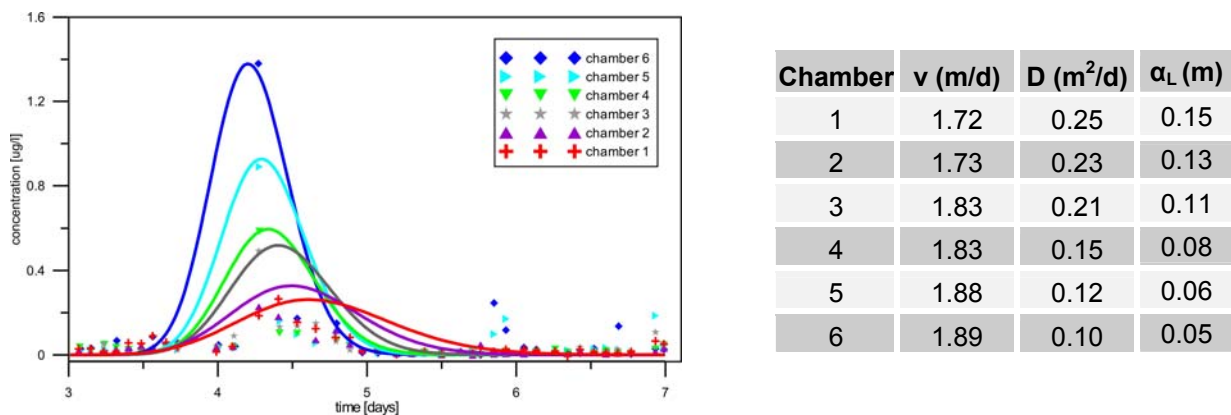 1.6
1.2
0.8
0.4
0
concentration [ug/l]
3 4 5 6 7
time [days]
chamber 6
chamber 5
chamber 4
chamber 3
chamber 2
chamber 1
Chamber v (m/d) D (m²/d) α_L (m)
1 1.72 0.25 0.15
2 1.73 0.23 0.13
3 1.83 0.21 0.11
4 1.83 0.15 0.08
5 1.88 0.12 0.06
6 1.89 0.10 0.05